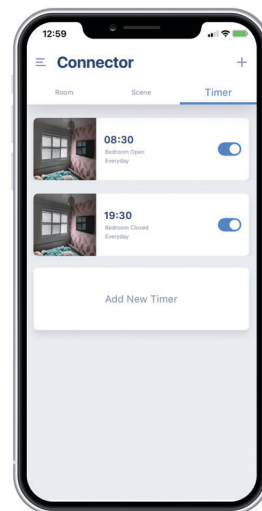 12:59
Connector
Room Scene Timer
08:30
Bedroom Open
Everyday
19:30
Bedroom Closed
Everyday
Add New Timer